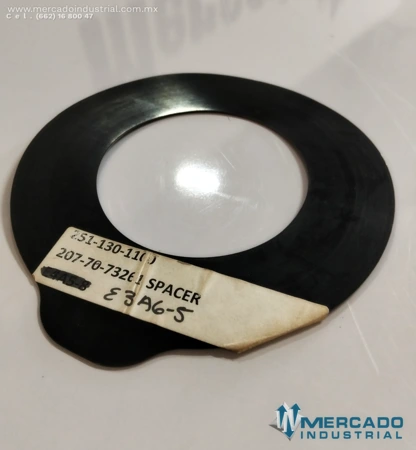 www.mercadoindustrial.com.mx
Cel. (662) 16 800 47
251-130-1100
207-70-73261 SPACER
E3A6-5
MERCADO
INDUSTRIAL